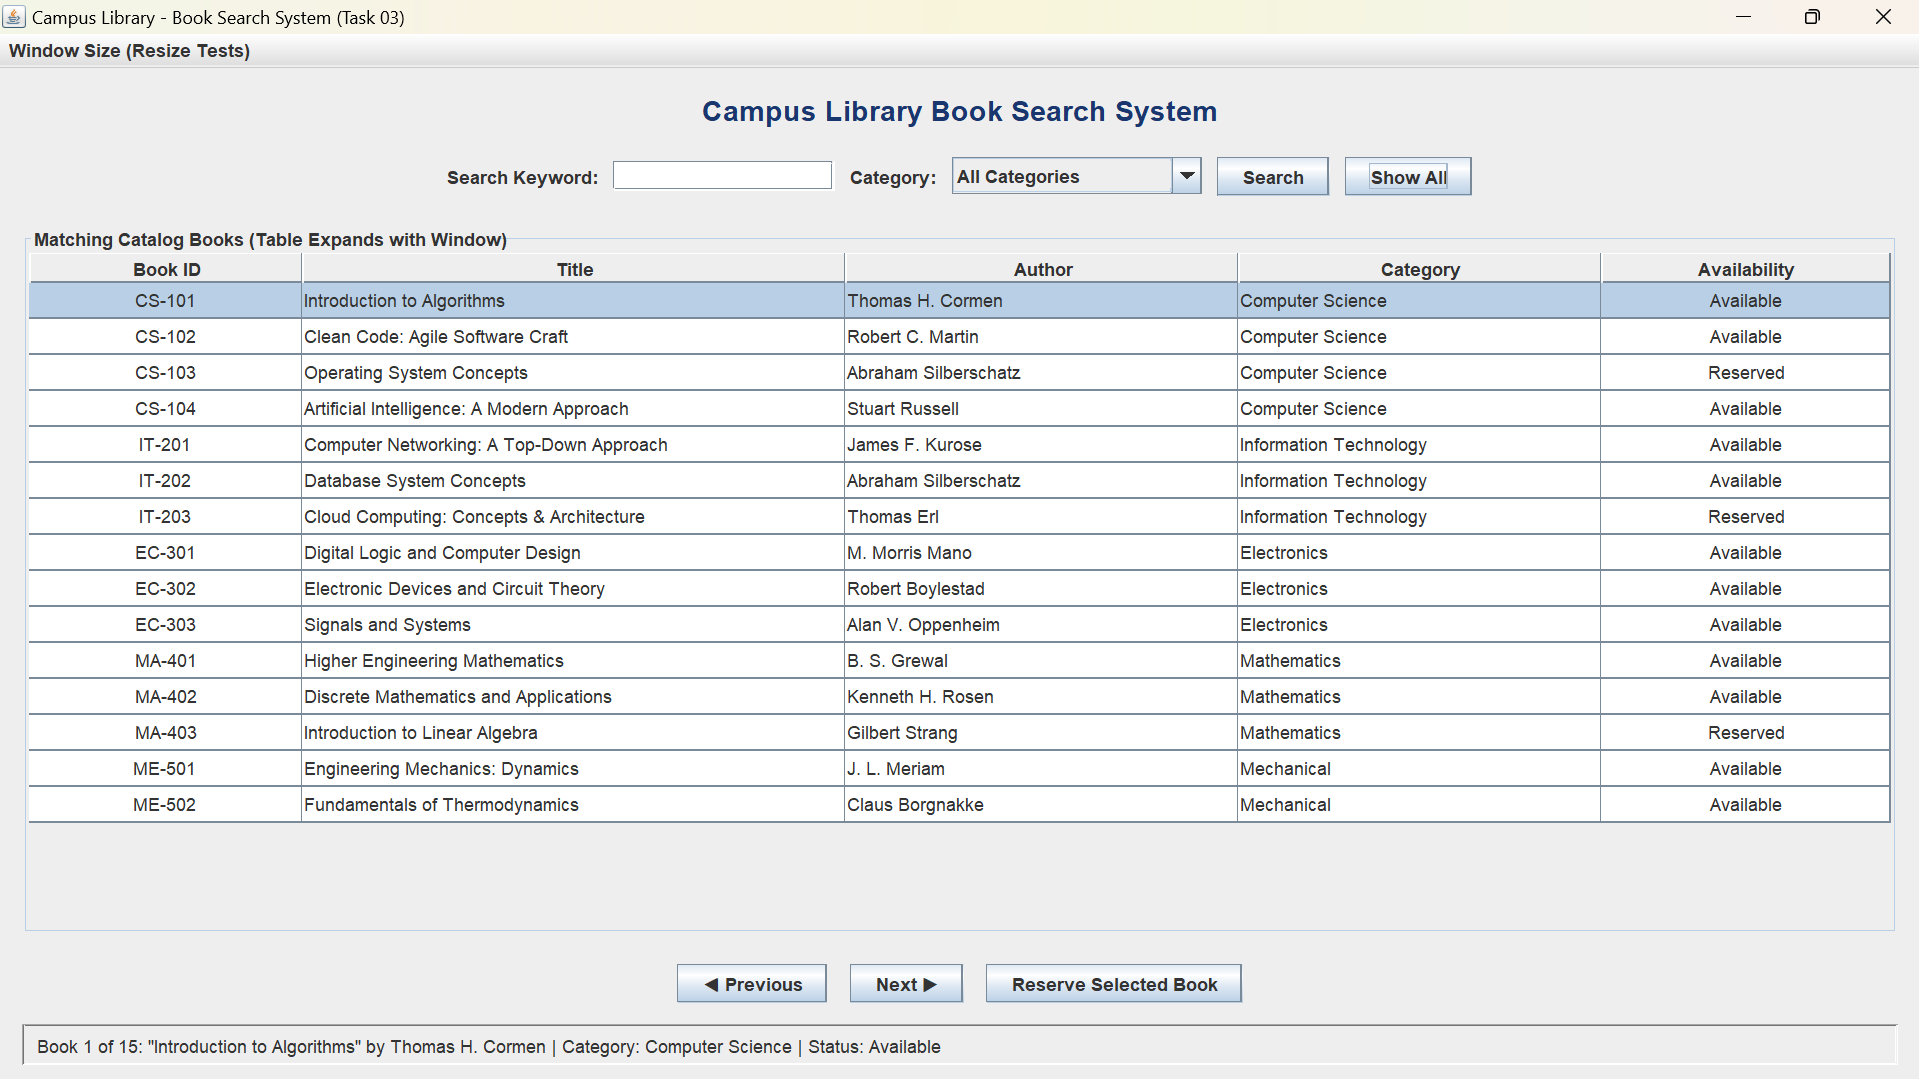 Campus Library - Book Search System (Task 03)
Window Size (Resize Tests)
Campus Library Book Search System
Search Keyword: Category: All Categories Search Show All
Matching Catalog Books (Table Expands with Window)
Book ID Title Author Category Availability
CS-101 Introduction to Algorithms Thomas H. Cormen Computer Science Available
CS-102 Clean Code: Agile Software Craft Robert C. Martin Computer Science Available
CS-103 Operating System Concepts Abraham Silberschatz Computer Science Reserved
CS-104 Artificial Intelligence: A Modern Approach Stuart Russell Computer Science Available
IT-201 Computer Networking: A Top-Down Approach James F. Kurose Information Technology Available
IT-202 Database System Concepts Abraham Silberschatz Information Technology Available
IT-203 Cloud Computing: Concepts & Architecture Thomas Erl Information Technology Reserved
EC-301 Digital Logic and Computer Design M. Morris Mano Electronics Available
EC-302 Electronic Devices and Circuit Theory Robert Boylestad Electronics Available
EC-303 Signals and Systems Alan V. Oppenheim Electronics Available
MA-401 Higher Engineering Mathematics B. S. Grewal Mathematics Available
MA-402 Discrete Mathematics and Applications Kenneth H. Rosen Mathematics Available
MA-403 Introduction to Linear Algebra Gilbert Strang Mathematics Reserved
ME-501 Engineering Mechanics: Dynamics J. L. Meriam Mechanical Available
ME-502 Fundamentals of Thermodynamics Claus Borgnakke Mechanical Available
◀ Previous Next ▶ Reserve Selected Book
Book 1 of 15: "Introduction to Algorithms" by Thomas H. Cormen | Category: Computer Science | Status: Available